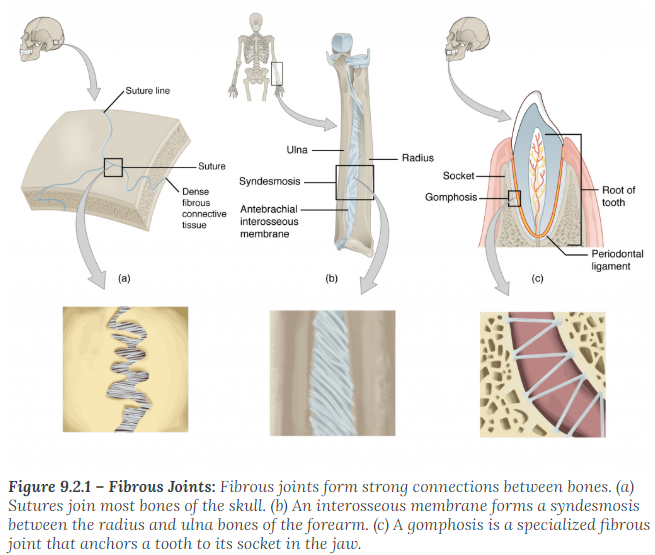 Suture line
Suture
Dense
fibrous
connective
tissue
(a)
Ulna
Radius
Syndesmosis
Antebrachial
interosseous
membrane
(b)
Socket
Gomphosis
Root of
tooth
Periodontal
ligament
(c)
Figure 9.2.1 – Fibrous Joints: Fibrous joints form strong connections between bones. (a)
Sutures join most bones of the skull. (b) An interosseous membrane forms a syndesmosis
between the radius and ulna bones of the forearm. (c) A gomphosis is a specialized fibrous
joint that anchors a tooth to its socket in the jaw.